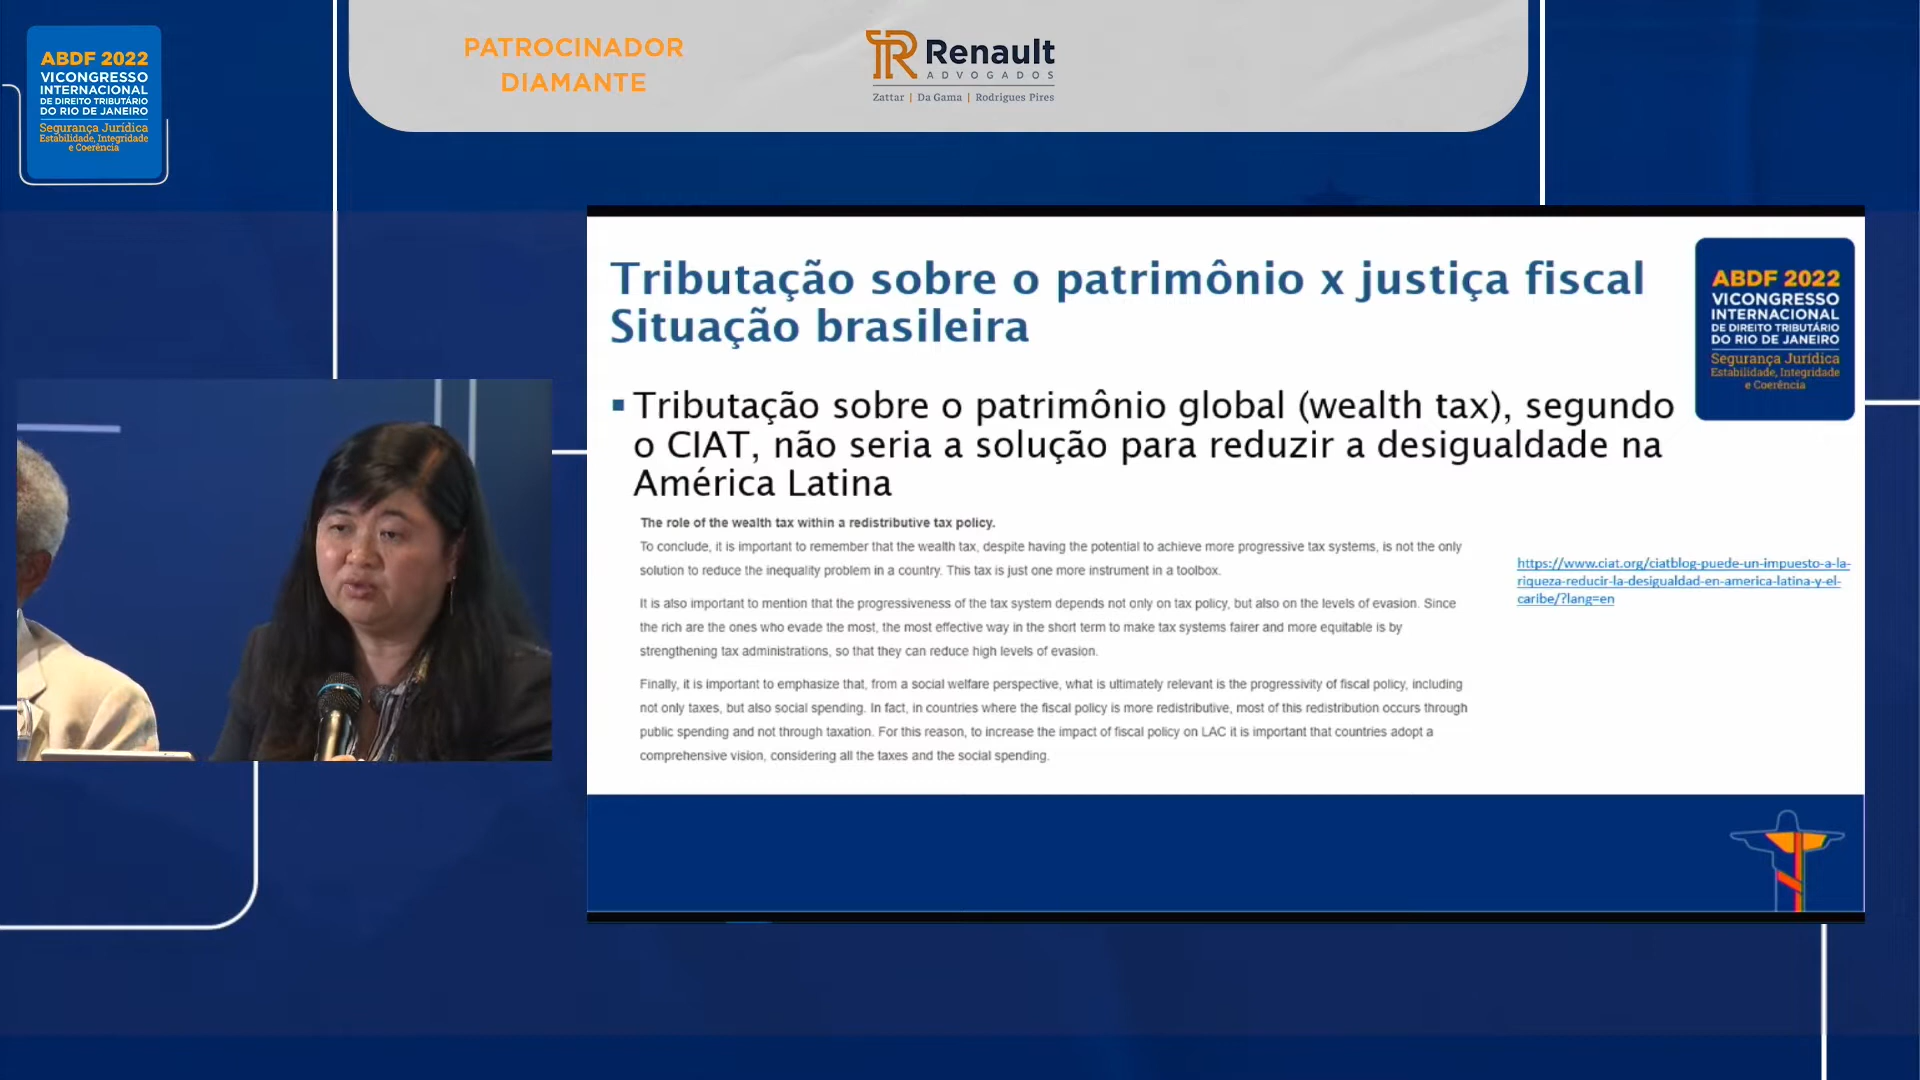 ABDF 2022
VICONGRESSO
INTERNACIONAL
DE DIREITO TRIBUTÁRIO
DO RIO DE JANEIRO
Segurança Jurídica
Estabilidade, Integridade
e Coerência
PATROCINADOR
DIAMANTE
Renault
ADVOGADOS
Zattar | Da Gama | Rodrigues Pires
Tributação sobre o patrimônio x justiça fiscal
Situação brasileira
ABDF 2022
VICONGRESSO
INTERNACIONAL
DE DIREITO TRIBUTÁRIO
DO RIO DE JANEIRO
Segurança Jurídica
Estabilidade, Integridade
e Coerência
▪ Tributação sobre o patrimônio global (wealth tax), segundo
o CIAT, não seria a solução para reduzir a desigualdade na
América Latina
The role of the wealth tax within a redistributive tax policy.
To conclude, it is important to remember that the wealth tax, despite having the potential to achieve more progressive tax systems, is not the only
solution to reduce the inequality problem in a country. This tax is just one more instrument in a toolbox.
It is also important to mention that the progressiveness of the tax system depends not only on tax policy, but also on the levels of evasion. Since
the rich are the ones who evade the most, the most effective way in the short term to make tax systems fairer and more equitable is by
strengthening tax administrations, so that they can reduce high levels of evasion.
Finally, it is important to emphasize that, from a social welfare perspective, what is ultimately relevant is the progressivity of fiscal policy, including
not only taxes, but also social spending. In fact, in countries where the fiscal policy is more redistributive, most of this redistribution occurs through
public spending and not through taxation. For this reason, to increase the impact of fiscal policy on LAC it is important that countries adopt a
comprehensive vision, considering all the taxes and the social spending.
https://www.ciat.org/ciatblog-puede-un-impuesto-a-la-
riqueza-reducir-la-desigualdad-en-america-latina-y-el-
caribe/?lang=en